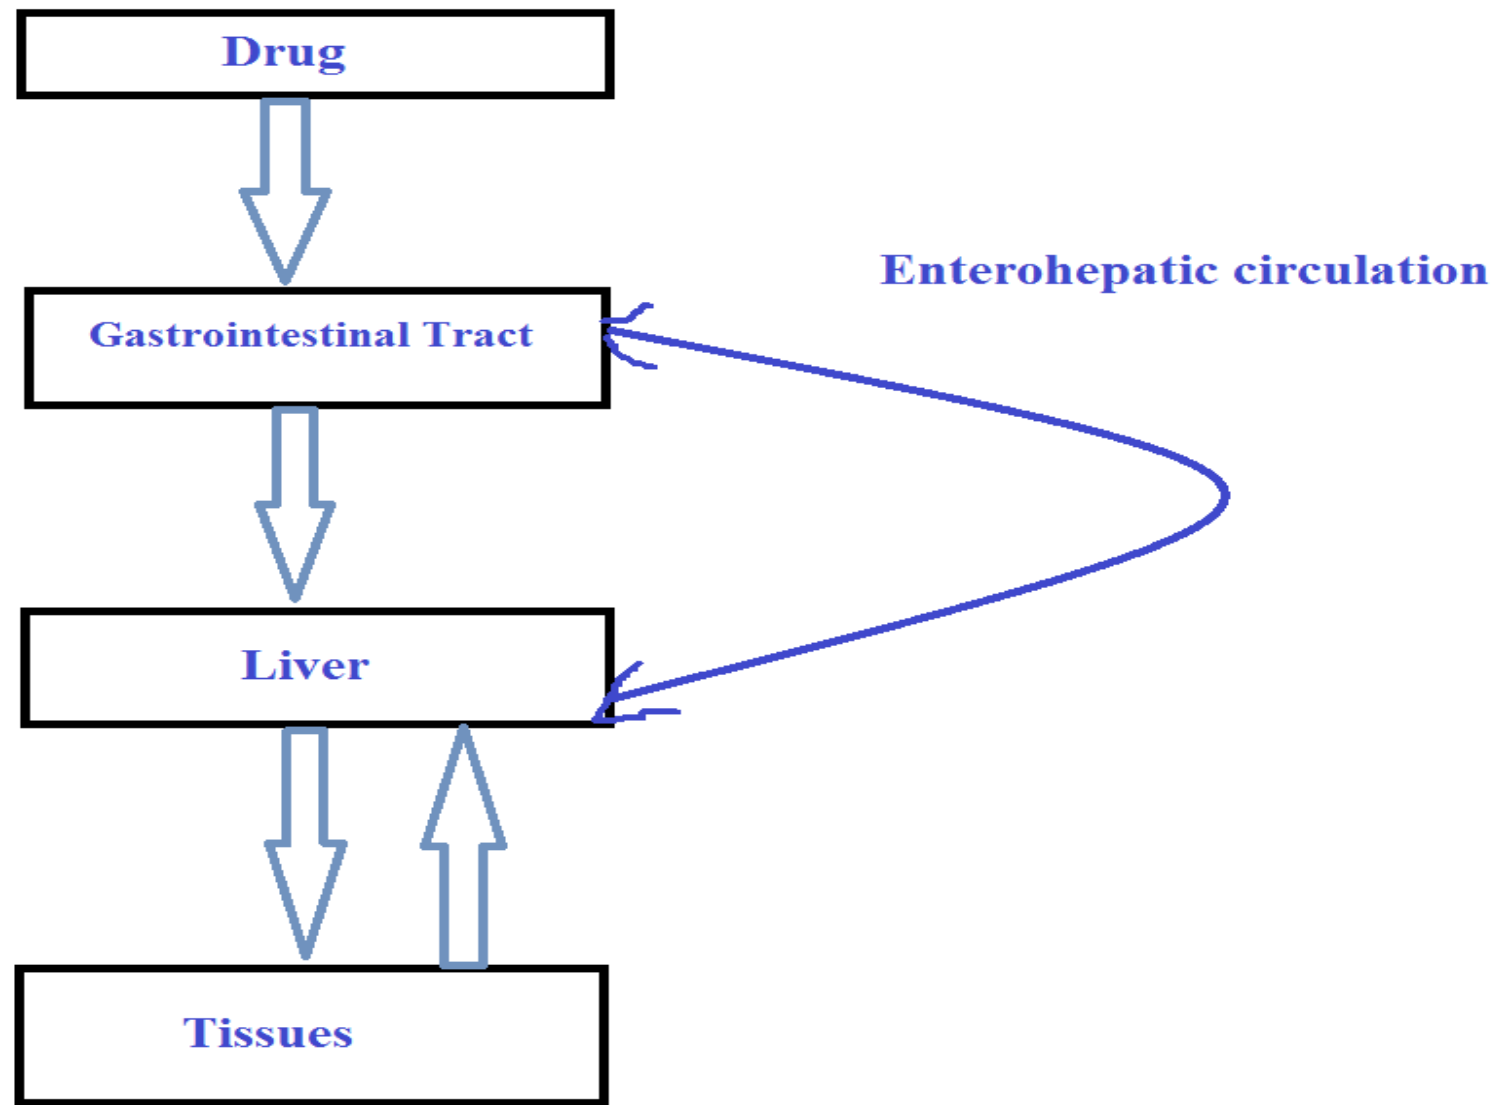 Drug
Enterohepatic circulation
Gastrointestinal Tract
Liver
Tissues